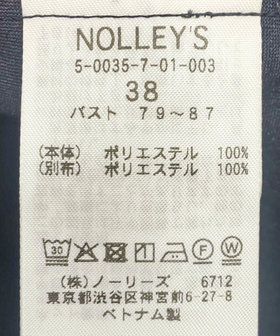 NOLLEY'S
5-0035-7-01-003
38
バスト 79~87
(本体) ポリエステル 100%
(別布) ポリエステル 100%
30 F W
(株)ノーリーズ 6712
東京都渋谷区神宮前6-27-8
ベトナム製